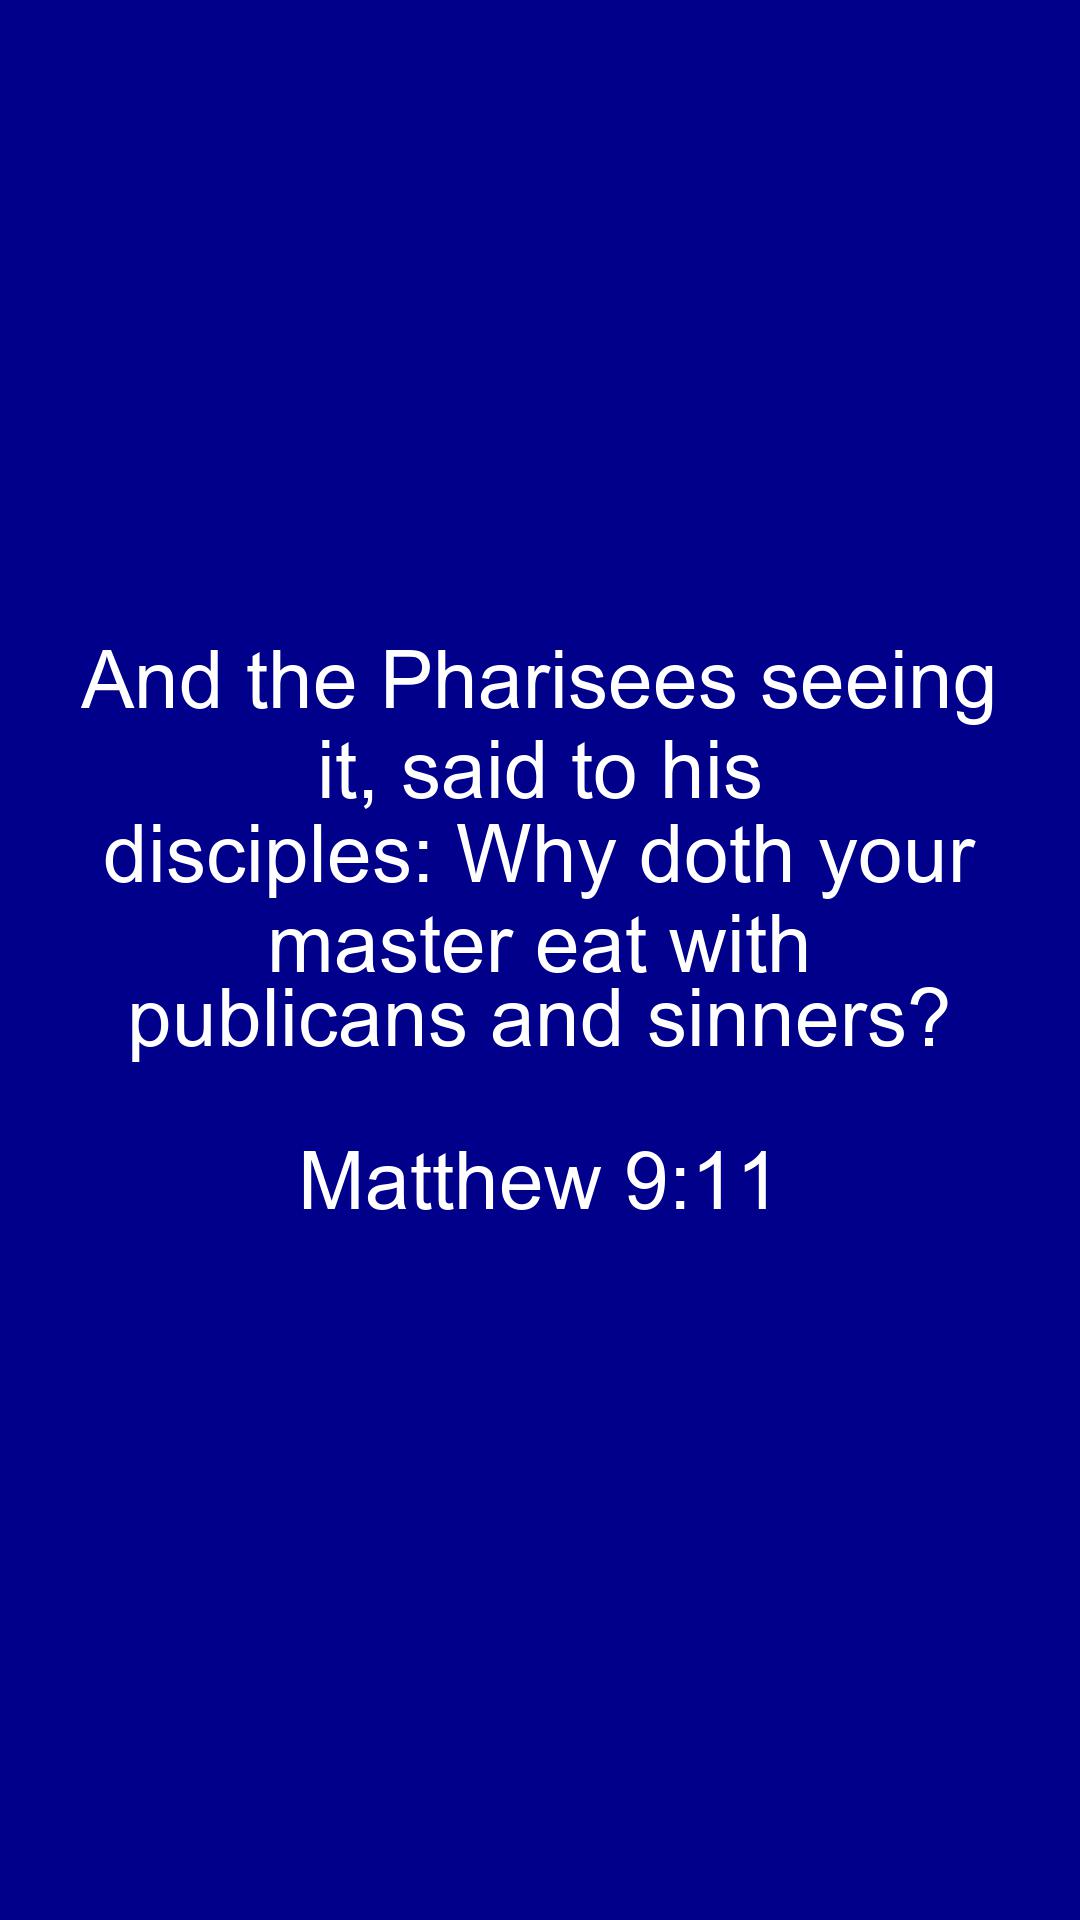 And the Pharisees seeing
it, said to his
disciples: Why doth your
master eat with
publicans and sinners?
Matthew 9:11